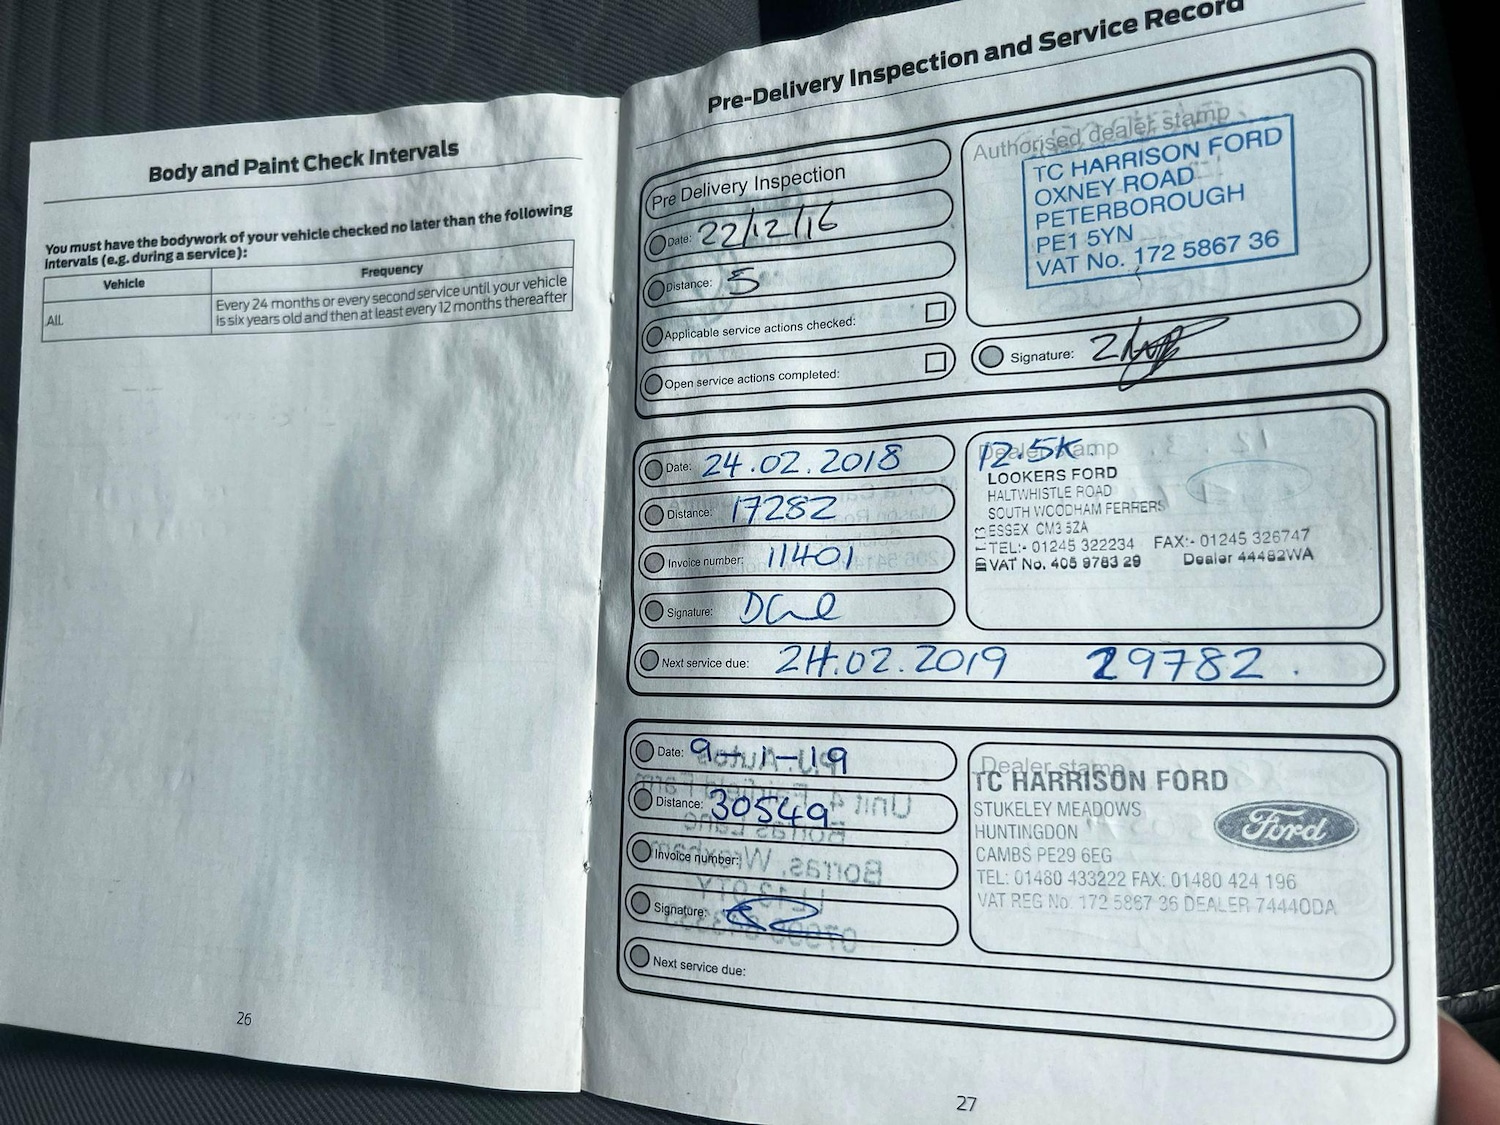 Body and Paint Check Intervals
You must have the bodywork of your vehicle checked no later than the following
intervals (e.g. during a service):
Vehicle Frequency
All. Every 24 months or every second service until your vehicle
is six years old and then at least every 12 months thereafter
26
Pre-Delivery Inspection and Service Record
Pre Delivery Inspection
Date: 22/12/16
Distance: 5
Applicable service actions checked:
Open service actions completed:
Authorised dealer stamp
TC HARRISON FORD
OXNEY ROAD
PETERBOROUGH
PE1 5YN
VAT No. 172 5867 36
Signature:
Date: 24.02.2018
Distance: 17282
Invoice number: 11401
Signature:
Next service due: 24.02.2019 29782.
Dealer stamp
12.5K.
LOOKERS FORD
HALTWHISTLE ROAD
SOUTH WOODHAM FERRERS
ESSEX CM3 5ZA
TEL:- 01245 322234 FAX:- 01245 326747
VAT No. 405 9783 29 Dealer 44482WA
Date: 9-1-19
Distance: 30549
Invoice number:
Signature:
Next service due:
Dealer stamp
TC HARRISON FORD
STUKELEY MEADOWS
HUNTINGDON
CAMBS PE29 6EG
TEL: 01480 433222 FAX: 01480 424 196
VAT REG No. 172 5867 36 DEALER 74440DA
Ford
27